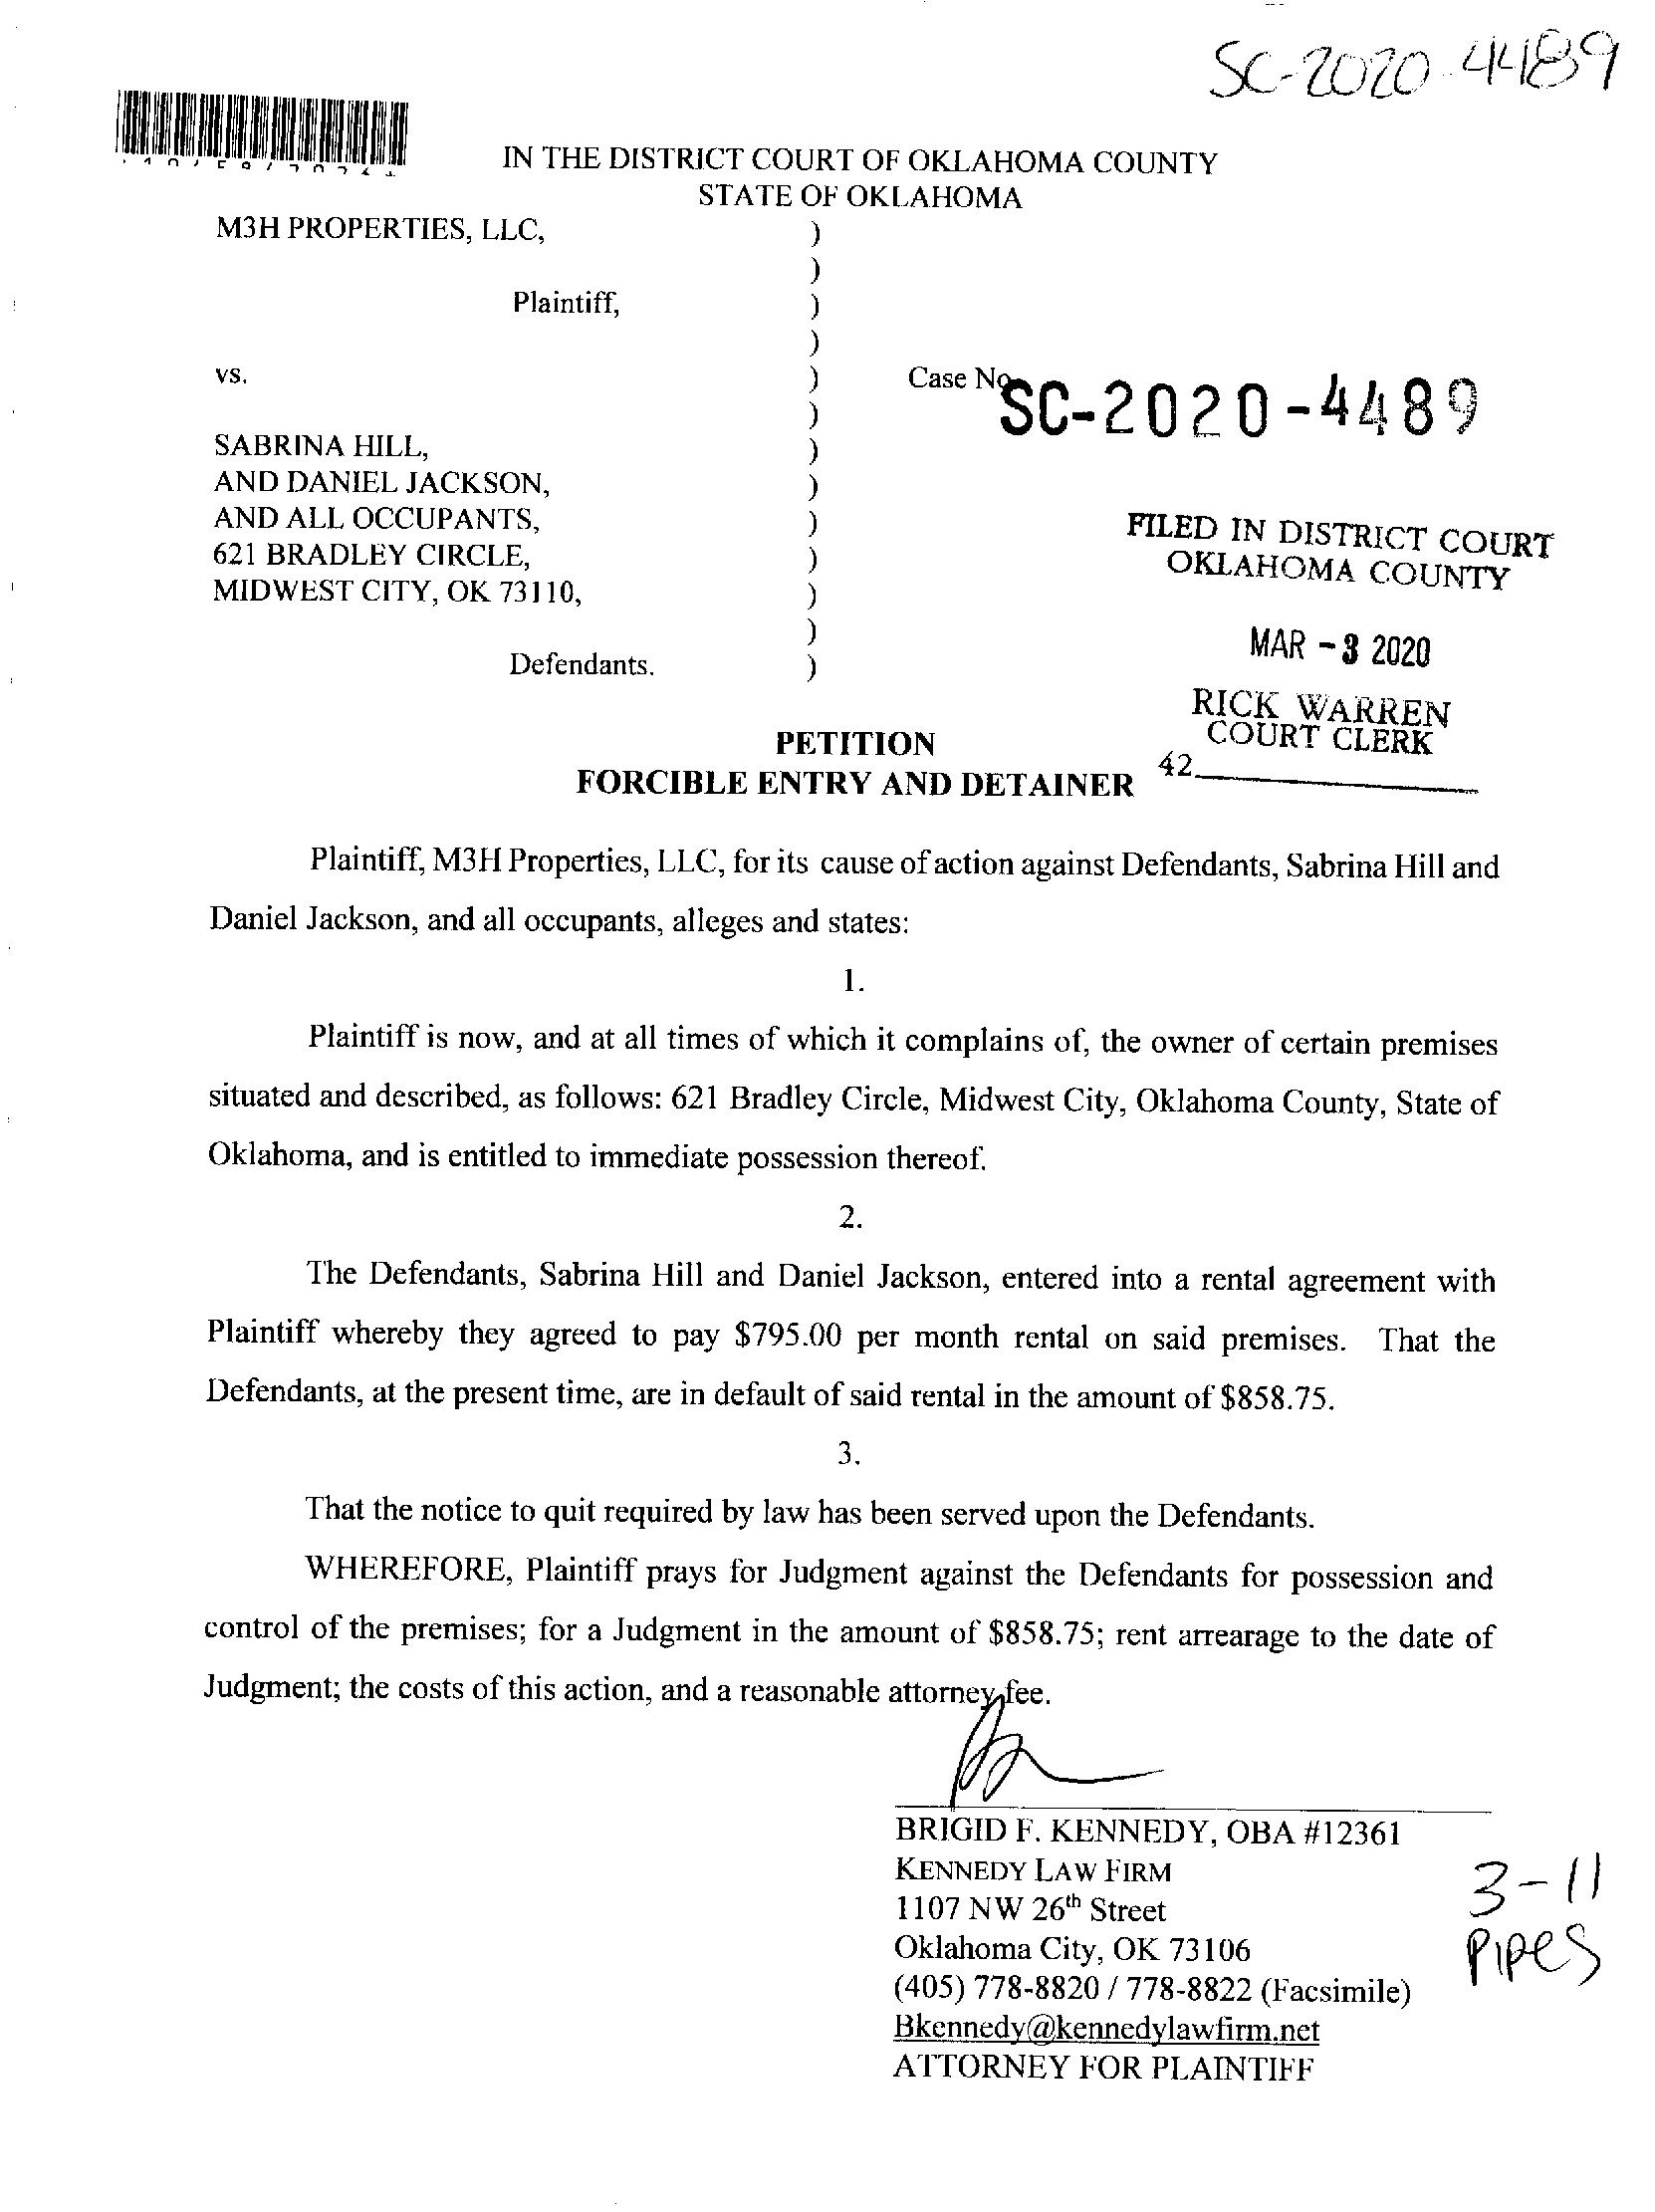 SC-2020-4489
IN THE DISTRICT COURT OF OKLAHOMA COUNTY
STATE OF OKLAHOMA
M3H PROPERTIES, LLC, )
)
Plaintiff, )
)
vs. ) Case No. SC-2020-4489
)
SABRINA HILL, )
AND DANIEL JACKSON, )
AND ALL OCCUPANTS, )
621 BRADLEY CIRCLE, )
MIDWEST CITY, OK 73110, )
)
Defendants. )
FILED IN DISTRICT COURT
OKLAHOMA COUNTY
MAR -3 2020
RICK WARREN
COURT CLERK
42
PETITION
FORCIBLE ENTRY AND DETAINER
Plaintiff, M3H Properties, LLC, for its cause of action against Defendants, Sabrina Hill and
Daniel Jackson, and all occupants, alleges and states:
1.
Plaintiff is now, and at all times of which it complains of, the owner of certain premises
situated and described, as follows: 621 Bradley Circle, Midwest City, Oklahoma County, State of
Oklahoma, and is entitled to immediate possession thereof.
2.
The Defendants, Sabrina Hill and Daniel Jackson, entered into a rental agreement with
Plaintiff whereby they agreed to pay $795.00 per month rental on said premises. That the
Defendants, at the present time, are in default of said rental in the amount of $858.75.
3.
That the notice to quit required by law has been served upon the Defendants.
WHEREFORE, Plaintiff prays for Judgment against the Defendants for possession and
control of the premises; for a Judgment in the amount of $858.75; rent arrearage to the date of
Judgment; the costs of this action, and a reasonable attorney fee.
BRIGID F. KENNEDY, OBA #12361
KENNEDY LAW FIRM
1107 NW 26th Street
Oklahoma City, OK 73106
(405) 778-8820 / 778-8822 (Facsimile)
Bkennedy@kennedylawfirm.net
ATTORNEY FOR PLAINTIFF
3-11
Pipes